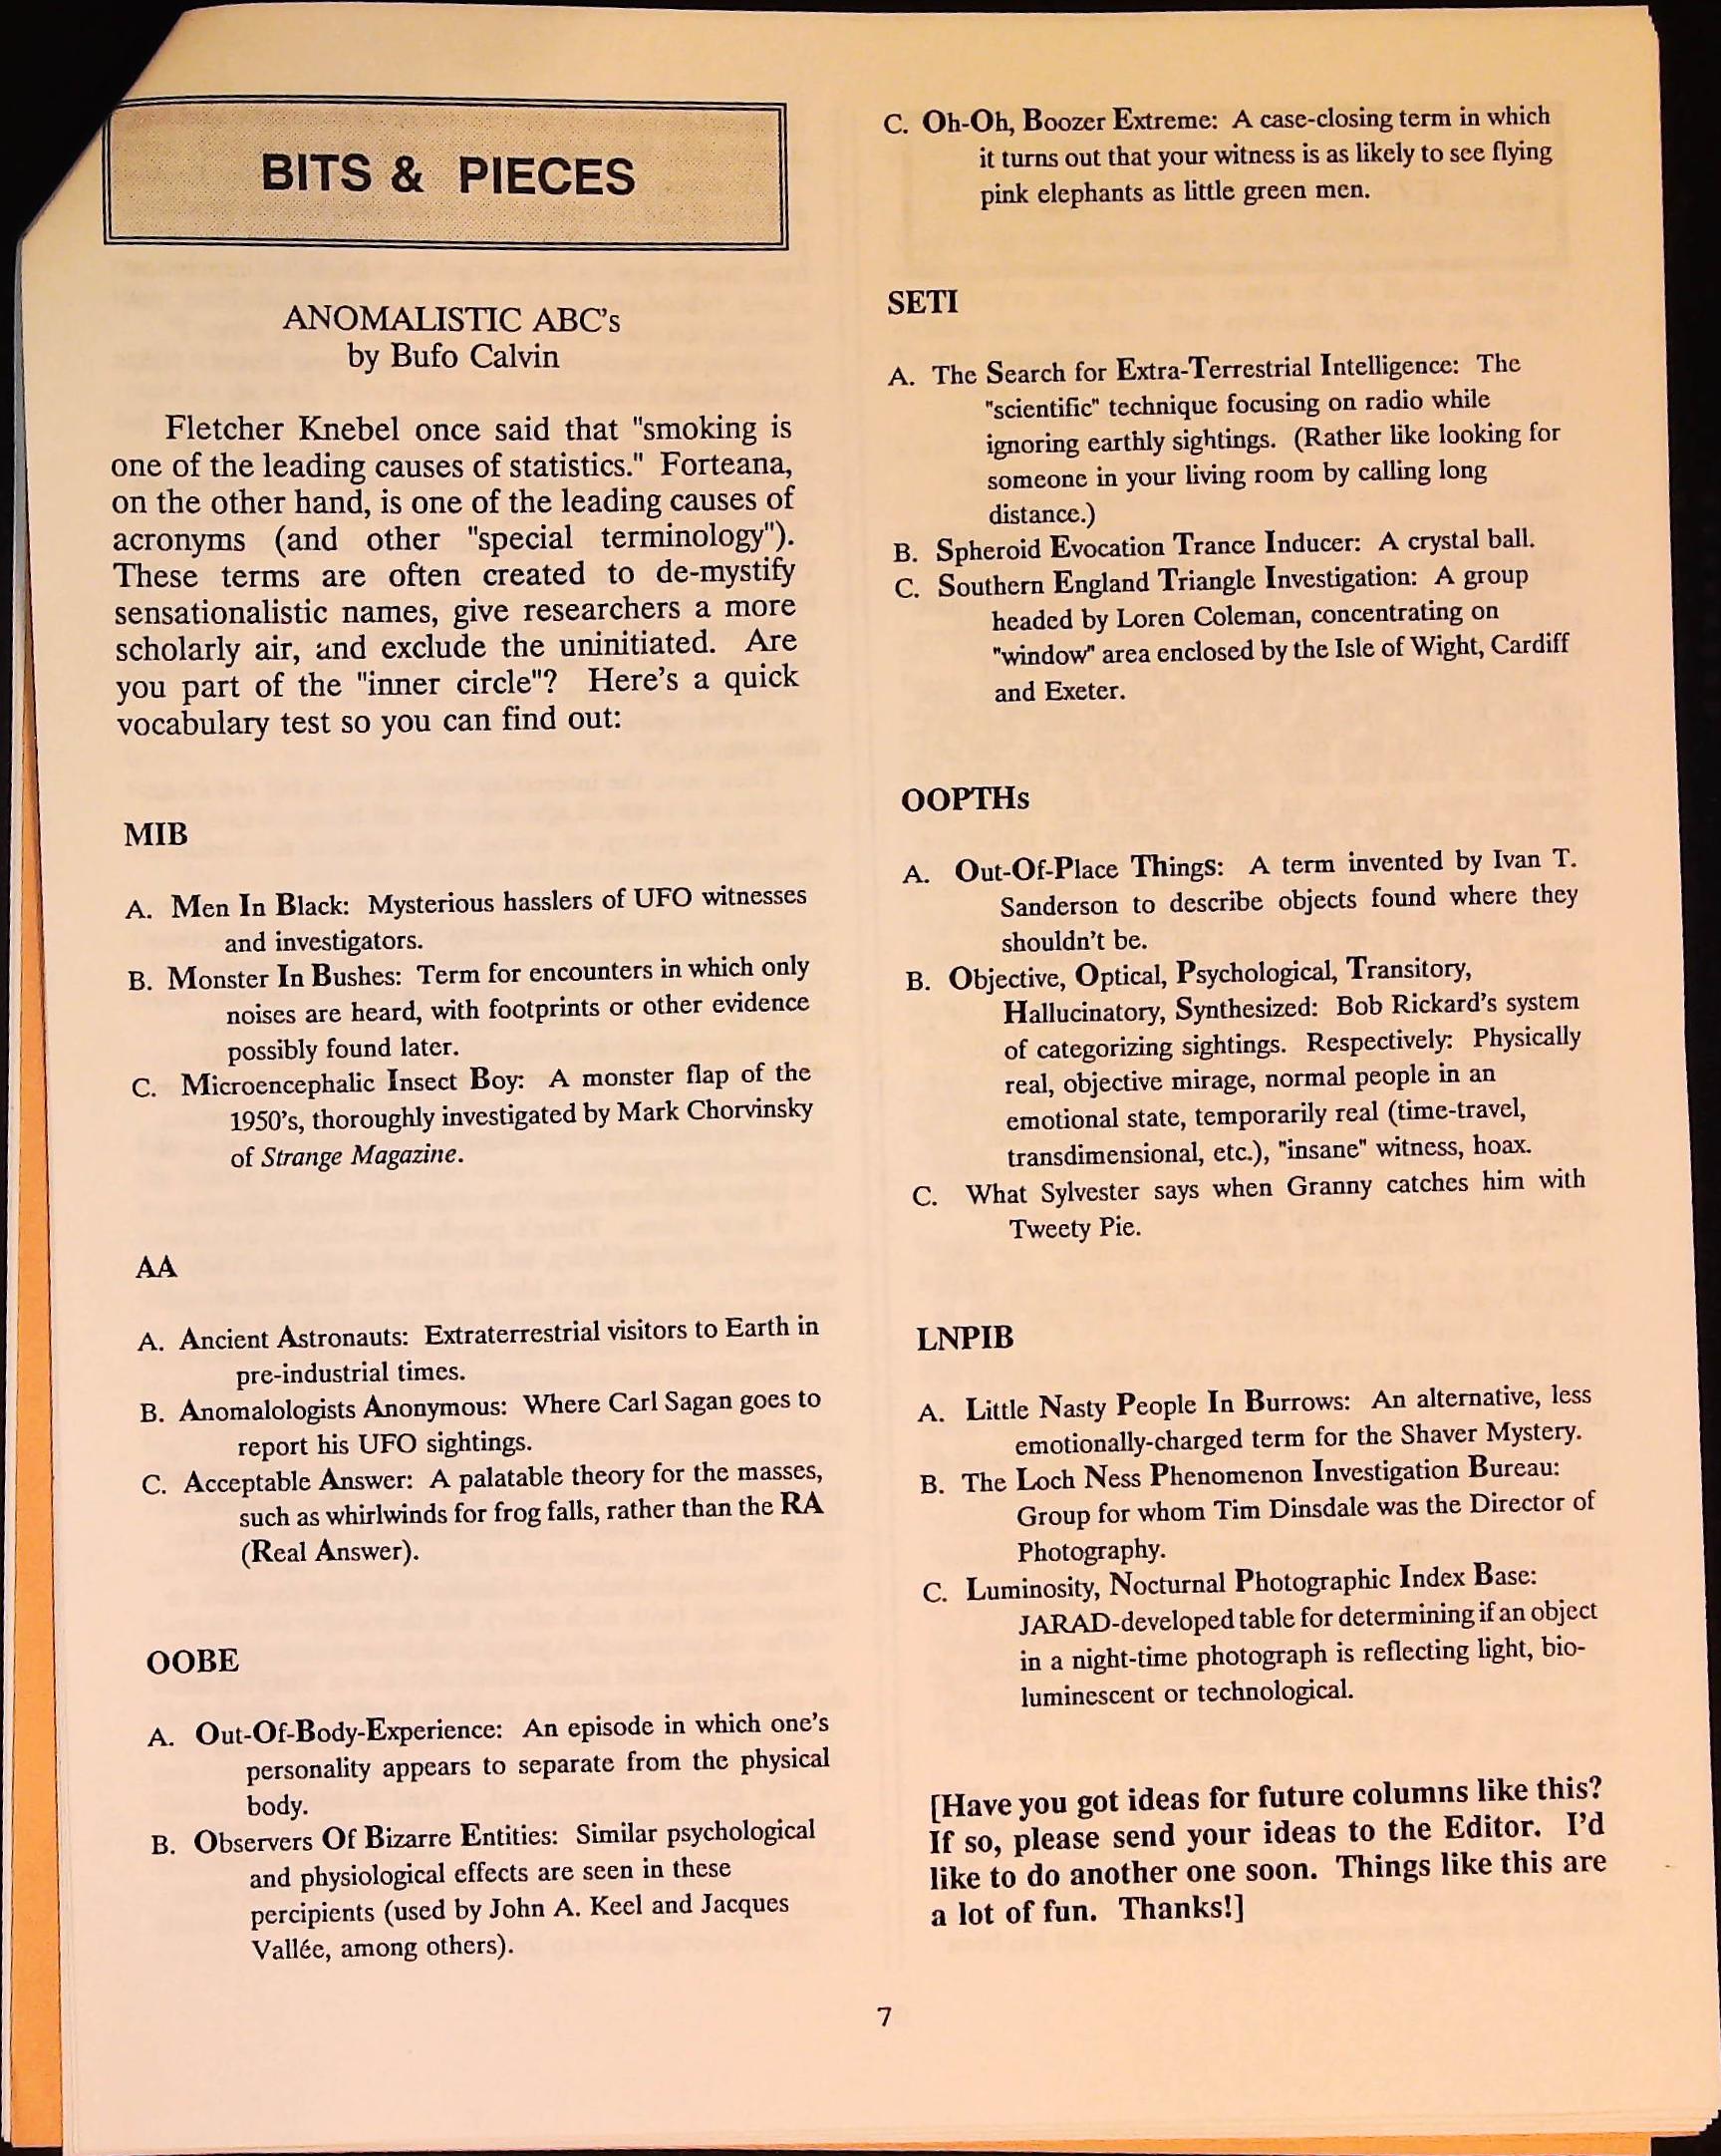 BITS & PIECES
ANOMALISTIC ABC's
by Bufo Calvin
Fletcher Knebel once said that "smoking is
one of the leading causes of statistics." Forteana,
on the other hand, is one of the leading causes of
acronyms (and other "special terminology").
These terms are often created to de-mystify
sensationalistic names, give researchers a more
scholarly air, and exclude the uninitiated. Are
you part of the "inner circle"? Here's a quick
vocabulary test so you can find out:
MIB
A. Men In Black: Mysterious hasslers of UFO witnesses
and investigators.
B. Monster In Bushes: Term for encounters in which only
noises are heard, with footprints or other evidence
possibly found later.
C. Microencephalic Insect Boy: A monster flap of the
1950's, thoroughly investigated by Mark Chorvinsky
of Strange Magazine.
AA
A. Ancient Astronauts: Extraterrestrial visitors to Earth in
pre-industrial times.
B. Anomalologists Anonymous: Where Carl Sagan goes to
report his UFO sightings.
C. Acceptable Answer: A palatable theory for the masses,
such as whirlwinds for frog falls, rather than the RA
(Real Answer).
OOBE
A. Out-Of-Body-Experience: An episode in which one's
personality appears to separate from the physical
body.
B. Observers Of Bizarre Entities: Similar psychological
and physiological effects are seen in these
percipients (used by John A. Keel and Jacques
Vallée, among others).
C. Oh-Oh, Boozer Extreme: A case-closing term in which
it turns out that your witness is as likely to see flying
pink elephants as little green men.
SETI
A. The Search for Extra-Terrestrial Intelligence: The
"scientific" technique focusing on radio while
ignoring earthly sightings. (Rather like looking for
someone in your living room by calling long
distance.)
B. Spheroid Evocation Trance Inducer: A crystal ball.
C. Southern England Triangle Investigation: A group
headed by Loren Coleman, concentrating on
"window" area enclosed by the Isle of Wight, Cardiff
and Exeter.
OOPTHs
A. Out-Of-Place Things: A term invented by Ivan T.
Sanderson to describe objects found where they
shouldn't be.
B. Objective, Optical, Psychological, Transitory,
Hallucinatory, Synthesized: Bob Rickard's system
of categorizing sightings. Respectively: Physically
real, objective mirage, normal people in an
emotional state, temporarily real (time-travel,
transdimensional, etc.), "insane" witness, hoax.
C. What Sylvester says when Granny catches him with
Tweety Pie.
LNPIB
A. Little Nasty People In Burrows: An alternative, less
emotionally-charged term for the Shaver Mystery.
B. The Loch Ness Phenomenon Investigation Bureau:
Group for whom Tim Dinsdale was the Director of
Photography.
C. Luminosity, Nocturnal Photographic Index Base:
JARAD-developed table for determining if an object
in a night-time photograph is reflecting light, bio-
luminescent or technological.
[Have you got ideas for future columns like this?
If so, please send your ideas to the Editor. I'd
like to do another one soon. Things like this are
a lot of fun. Thanks!]
7